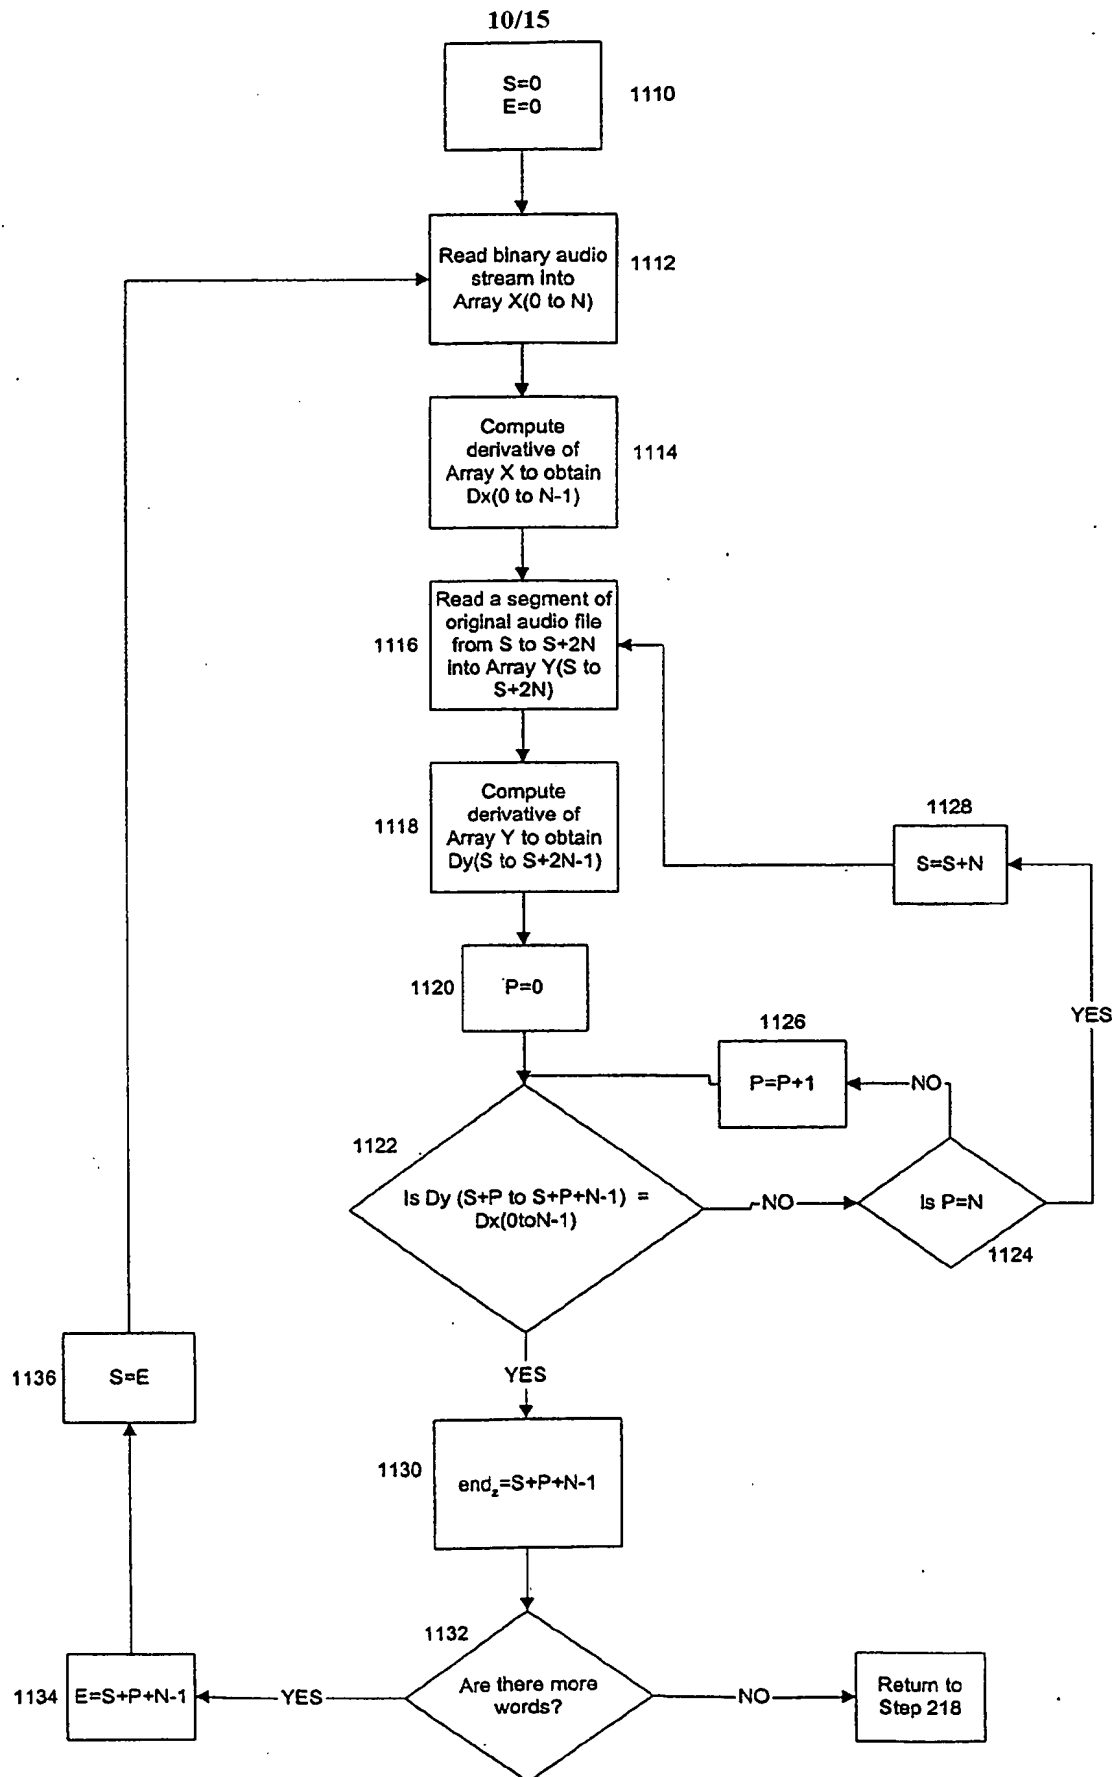 10/15
S=0
E=0
1110
Read binary audio
stream into
Array X(0 to N)
1112
Compute
derivative of
Array X to obtain
Dx(0 to N-1)
1114
Read a segment of
original audio file
from S to S+2N
into Array Y(S to
S+2N)
1116
Compute
derivative of
Array Y to obtain
Dy(S to S+2N-1)
1118
1128
S=S+N
1120
P=0
YES
1126
P=P+1
NO
1122
Is Dy (S+P to S+P+N-1) =
Dx(0toN-1)
NO
Is P=N
1124
YES
1136
S=E
1130
endz=S+P+N-1
1132
Are there more
words?
1134
E=S+P+N-1
YES
NO
Return to
Step 218